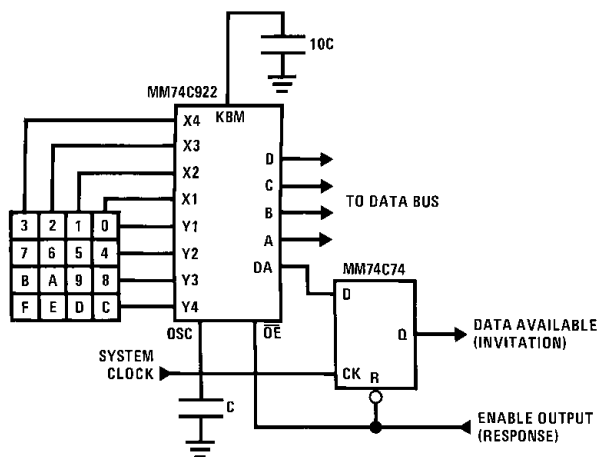 10C
MM74C922
KBM
X4
X3
X2
X1
Y1
Y2
Y3
Y4
D
C
B
A
DA
TO DATA BUS
3 2 1 0
7 6 5 4
B A 9 8
F E D C
OSC
OE
MM74C74
D
Q
CK
R
DATA AVAILABLE
(INVITATION)
SYSTEM
CLOCK
C
ENABLE OUTPUT
(RESPONSE)